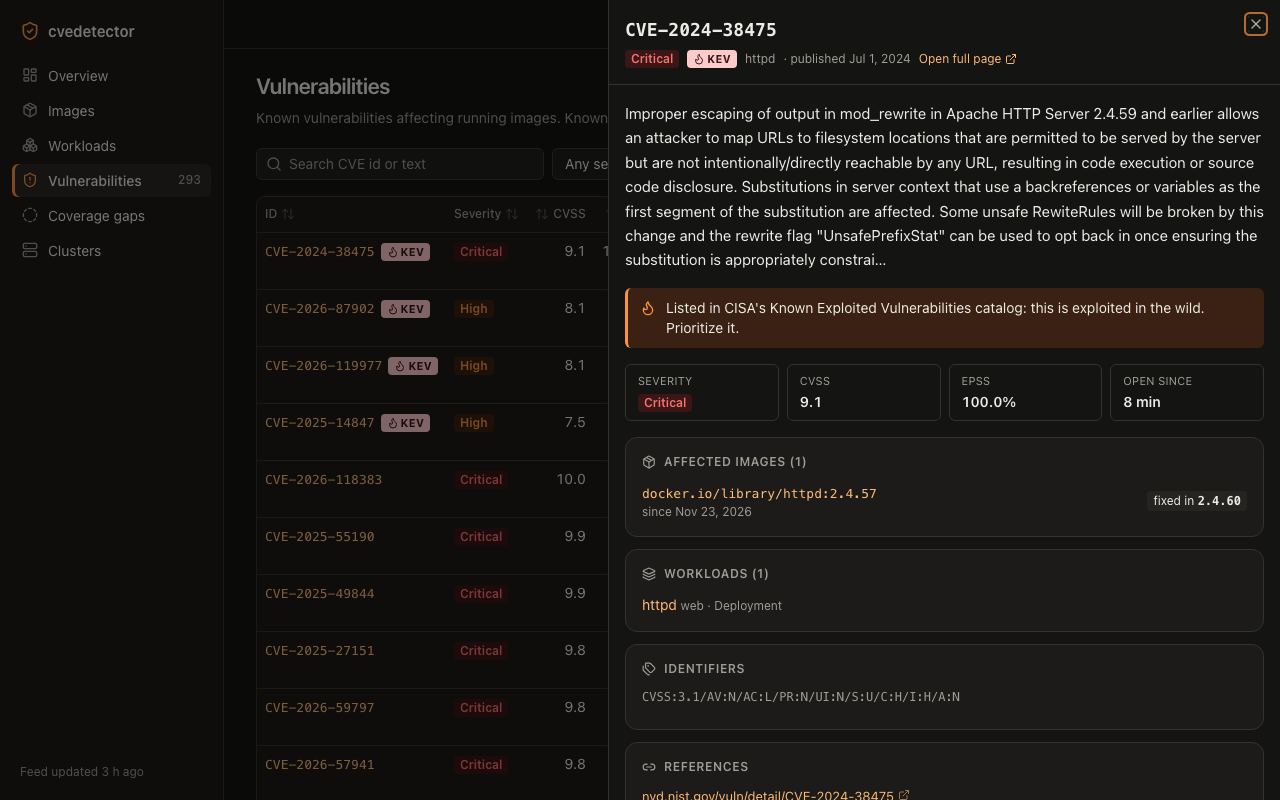 cvedetector
Overview
Images
Workloads
Vulnerabilities 293
Coverage gaps
Clusters
Feed updated 3 h ago
Vulnerabilities
Known vulnerabilities affecting running images. Known
Search CVE id or text
Any se
ID Severity CVSS
CVE-2024-38475 KEV Critical 9.1 1
CVE-2026-87902 KEV High 8.1
CVE-2026-119977 KEV High 8.1
CVE-2025-14847 KEV High 7.5
CVE-2026-118383 Critical 10.0
CVE-2025-55190 Critical 9.9
CVE-2025-49844 Critical 9.9
CVE-2025-27151 Critical 9.8
CVE-2026-59797 Critical 9.8
CVE-2026-57941 Critical 9.8
CVE-2024-38475
Critical KEV httpd · published Jul 1, 2024 Open full page
Improper escaping of output in mod_rewrite in Apache HTTP Server 2.4.59 and earlier allows
an attacker to map URLs to filesystem locations that are permitted to be served by the server
but are not intentionally/directly reachable by any URL, resulting in code execution or source
code disclosure. Substitutions in server context that use a backreferences or variables as the
first segment of the substitution are affected. Some unsafe RewiteRules will be broken by this
change and the rewrite flag "UnsafePrefixStat" can be used to opt back in once ensuring the
substitution is appropriately constrai...
Listed in CISA's Known Exploited Vulnerabilities catalog: this is exploited in the wild.
Prioritize it.
SEVERITY CVSS EPSS OPEN SINCE
Critical 9.1 100.0% 8 min
AFFECTED IMAGES (1)
docker.io/library/httpd:2.4.57
since Nov 23, 2026
fixed in 2.4.60
WORKLOADS (1)
httpd web · Deployment
IDENTIFIERS
CVSS:3.1/AV:N/AC:L/PR:N/UI:N/S:U/C:H/I:H/A:N
REFERENCES
nvd.nist.gov/vuln/detail/CVE-2024-38475